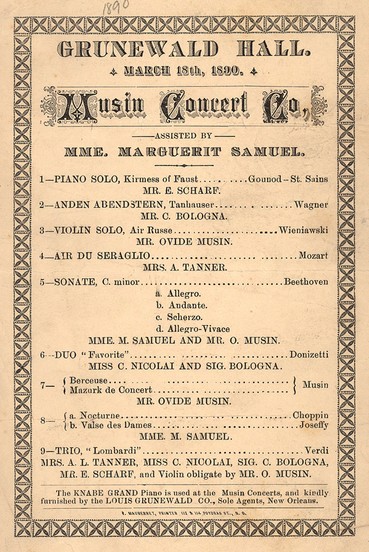 1890
GRUNEWALD HALL.
MARCH 18th, 1890.
Musin Concert Co,
ASSISTED BY
MME. MARGUERIT SAMUEL.
1—PIANO SOLO, Kirmess of Faust...........Gounod-St. Sains
MR. E. SCHARF.
2—ANDEN ABENDSTERN, Tanhauser...........Wagner
MR. C. BOLOGNA.
3—VIOLIN SOLO, Air Russe...........Wieniawski
MR. OVIDE MUSIN.
4—AIR DU SERAGLIO...........Mozart
MRS. A. TANNER.
5—SONATE, C. minor...........Beethoven
a. Allegro.
b. Andante.
c. Scherzo.
d. Allegro-Vivace
MME. M. SAMUEL AND MR. O. MUSIN.
6—DUO "Favorite"...........Donizetti
MISS C. NICOLAI AND SIG. BOLOGNA.
7— { Berceuse...........} Musin
{ Mazurk de Concert...........}
MR. OVIDE MUSIN.
8— { a. Nocturne...........Choppin
{ b. Valse des Dames...........Joseffy
MME. M. SAMUEL.
9—TRIO, "Lombardi"...........Verdi
MRS. A. L. TANNER, MISS C. NICOLAI, SIG. C. BOLOGNA,
MR. E. SCHARF, and Violin obligate by MR. O. MUSIN.
The KNABE GRAND Piano is used at the Musin Concerts, and kindly
furnished by the LOUIS GRUNEWALD CO., Sole Agents, New Orleans.
PRINTER